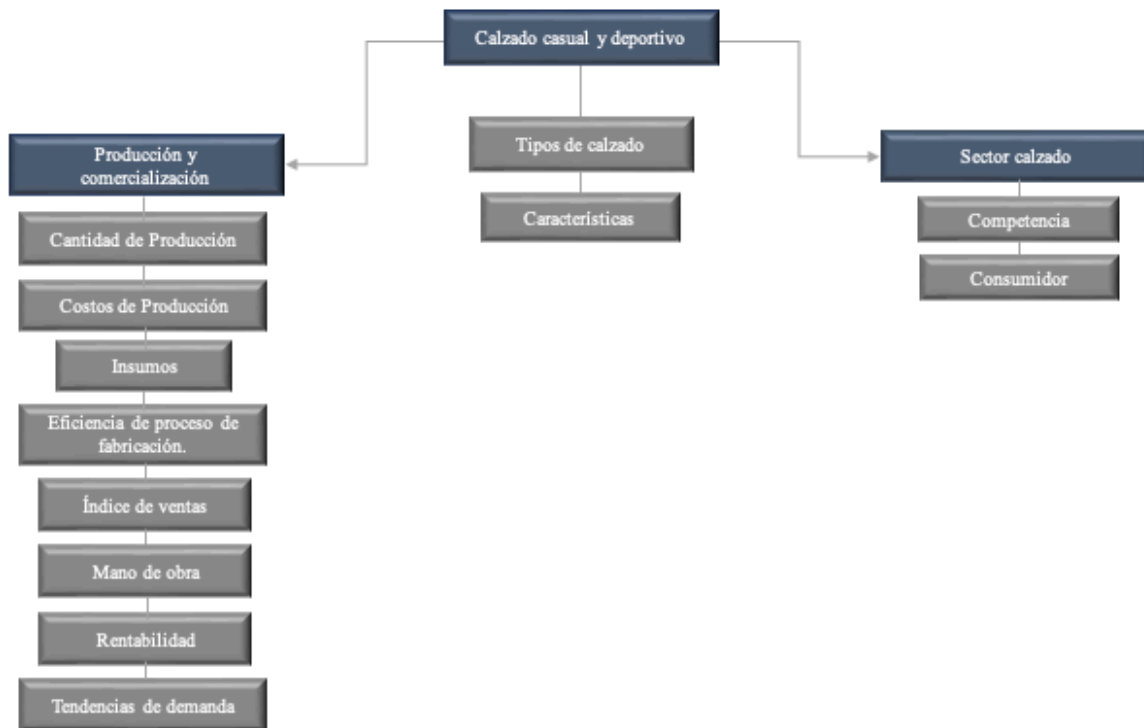 Calzado casual y deportivo
Tipos de calzado
Características
Producción y
comercialización
Cantidad de Producción
Costos de Producción
Insumos
Eficiencia de proceso de
fabricación.
Índice de ventas
Mano de obra
Rentabilidad
Tendencias de demanda
Sector calzado
Competencia
Consumidor